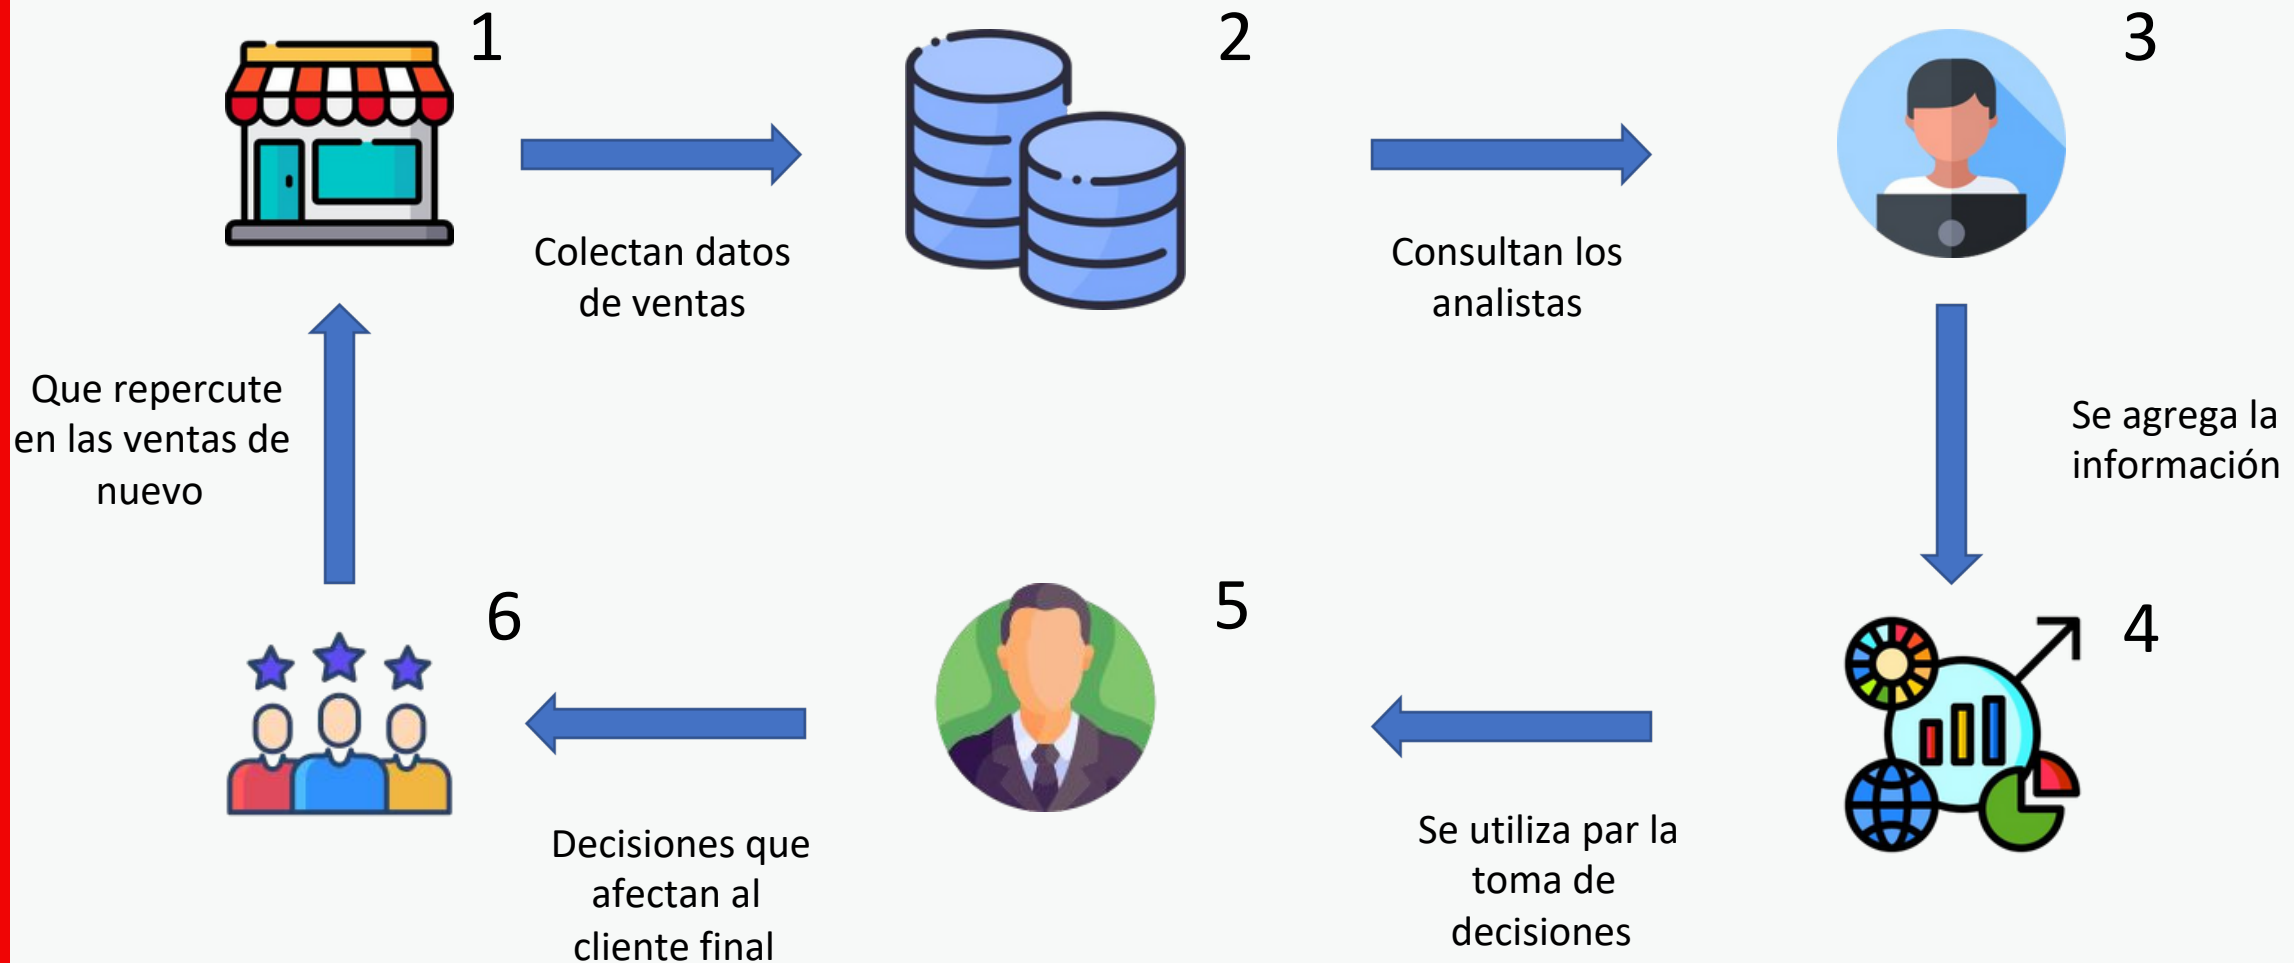 1
Colectan datos
de ventas
2
Consultan los
analistas
3
Se agrega la
información
4
Se utiliza par la
toma de
decisiones
5
Decisiones que
afectan al
cliente final
6
Que repercute
en las ventas de
nuevo